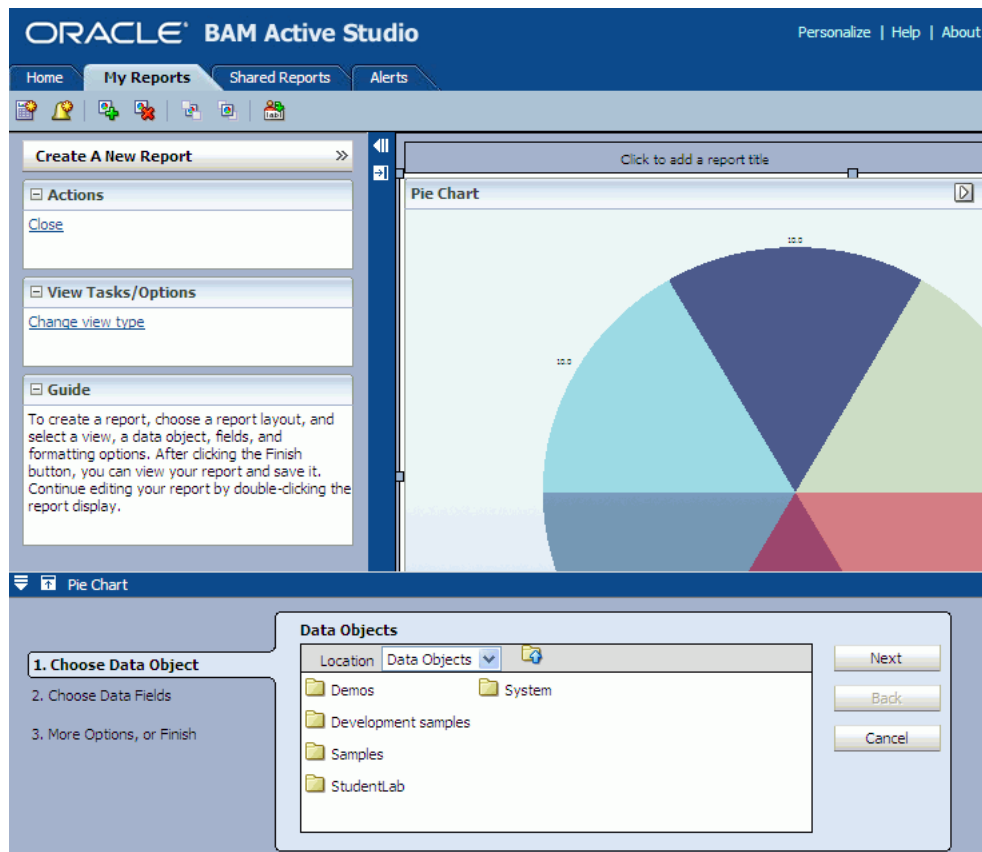 ORACLE BAM Active Studio
Personalize | Help | About
Home
My Reports
Shared Reports
Alerts
Create A New Report
Actions
Close
View Tasks/Options
Change view type
Guide
To create a report, choose a report layout, and
select a view, a data object, fields, and
formatting options. After clicking the Finish
button, you can view your report and save it.
Continue editing your report by double-clicking the
report display.
Click to add a report title
Pie Chart
10.0
10.0
Pie Chart
1. Choose Data Object
2. Choose Data Fields
3. More Options, or Finish
Data Objects
Location Data Objects
Demos
System
Development samples
Samples
StudentLab
Next
Back
Cancel